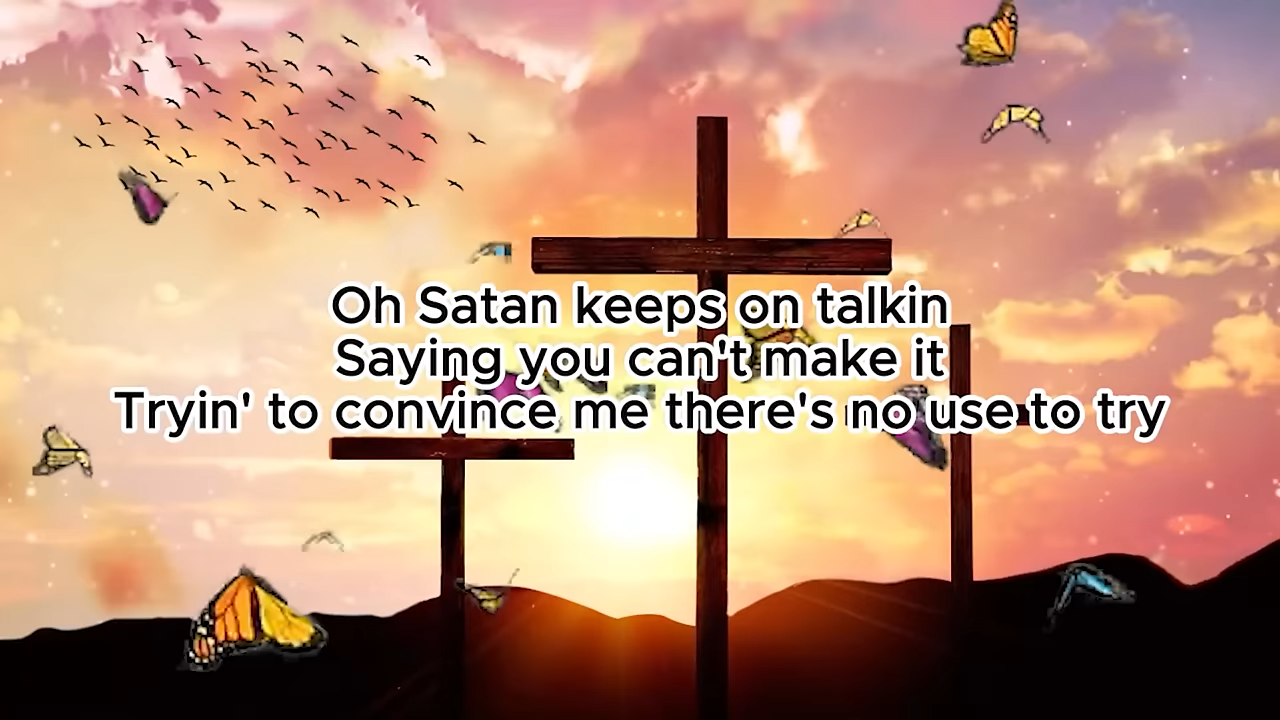 Oh Satan keeps on talkin
Saying you can't make it
Tryin' to convince me there's no use to try